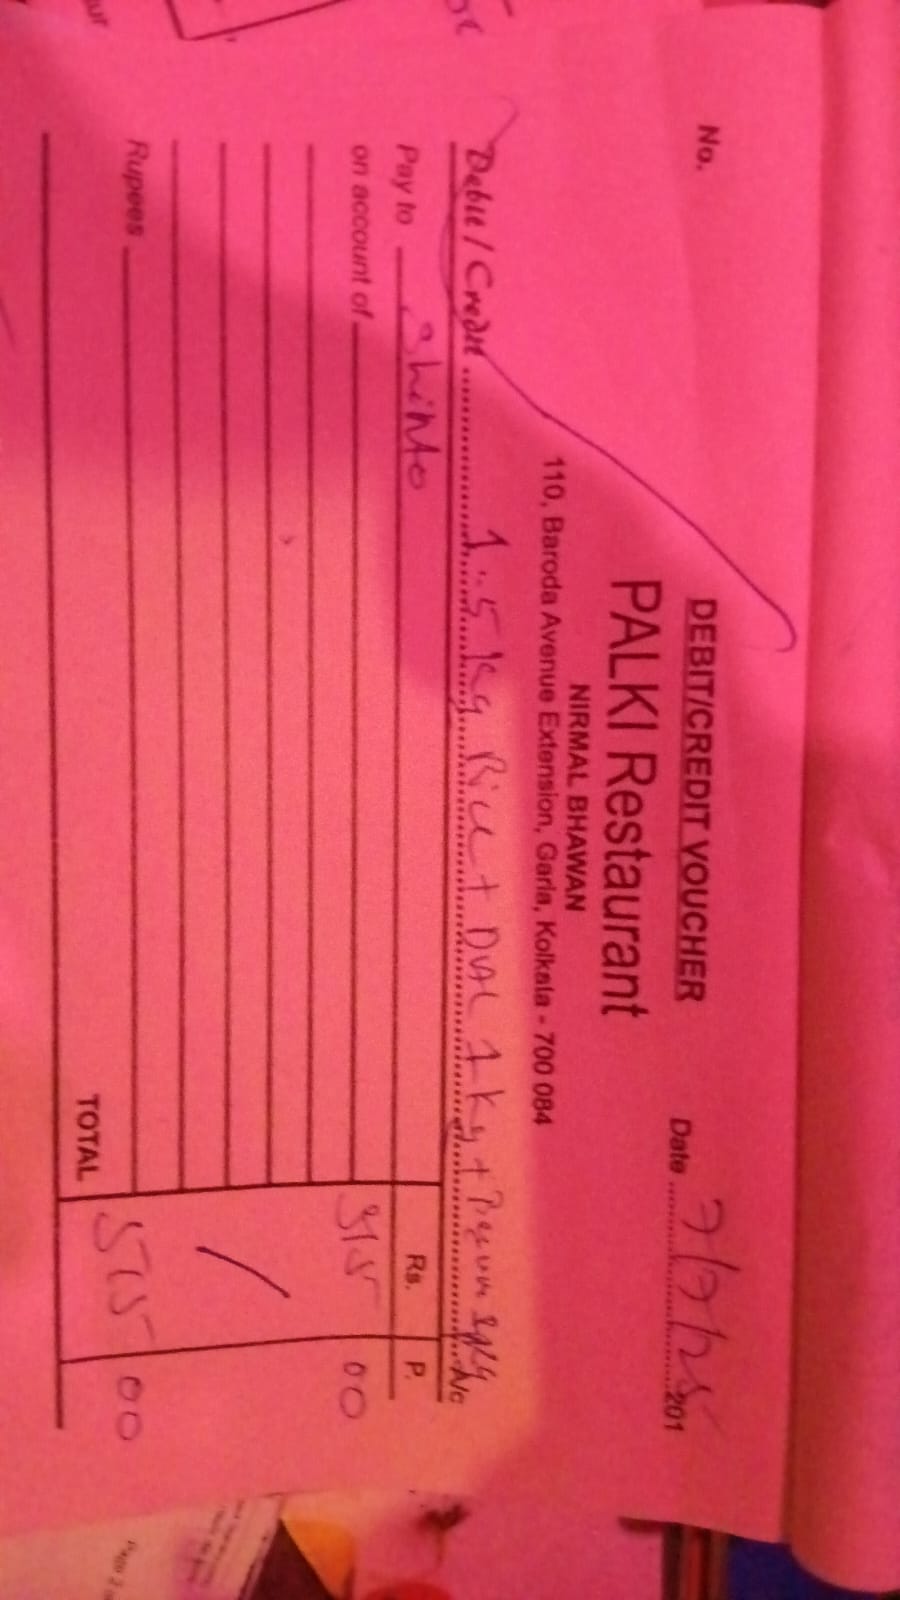 DEBIT/CREDIT VOUCHER
No.
PALKI Restaurant
Date 7/7/25 201
NIRMAL BHAWAN
110, Baroda Avenue Extension, Garia, Kolkata - 700 084
Debit / Credit 1.5 kg Rice + DAL 1 kg + A/c
Pay to Shinto Rs. P.
on account of 515 00
Rupees
TOTAL 515 00
Page 2